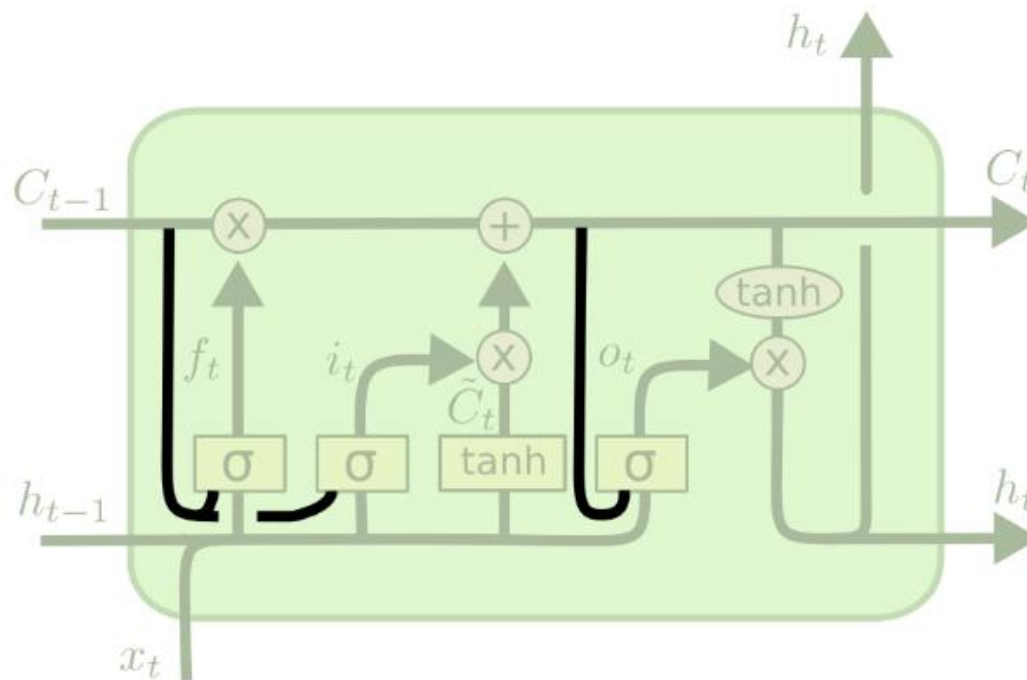 h_t
C_{t-1}
C_t
x
+
tanh
f_t
i_t
x
o_t
x
C̃_t
σ
σ
tanh
σ
h_{t-1}
h_t
x_t